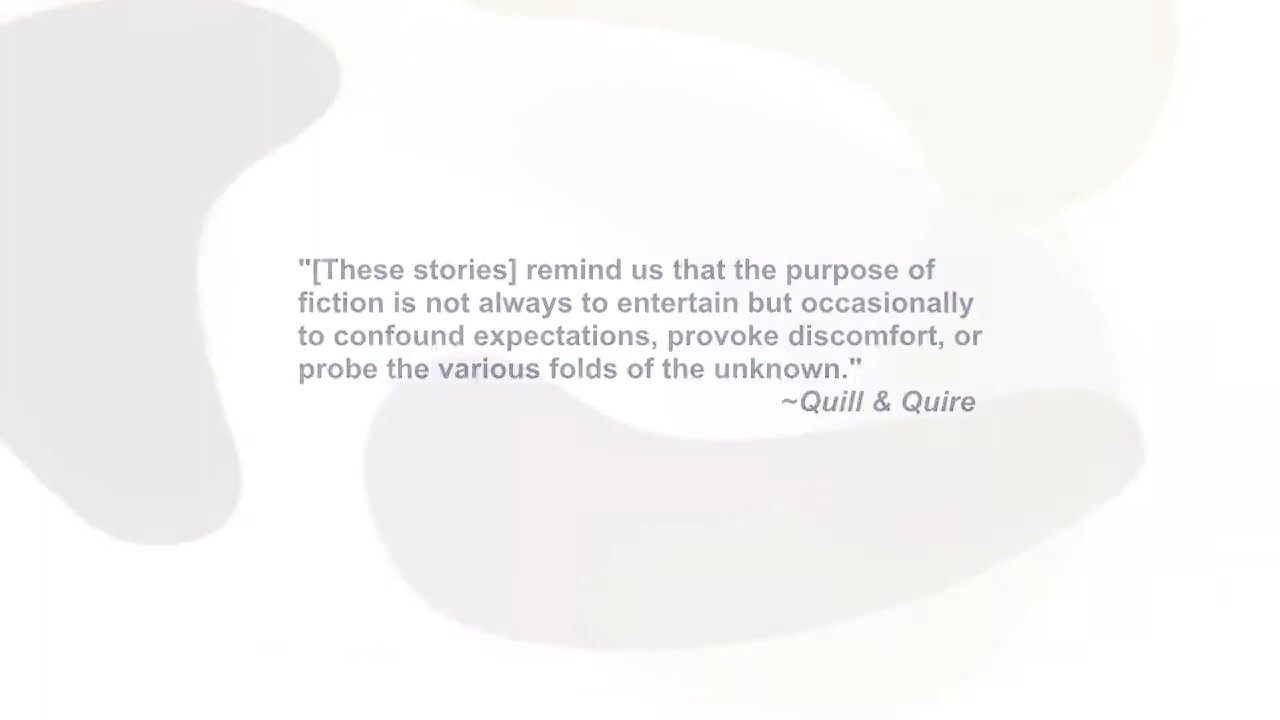 "[These stories] remind us that the purpose of
fiction is not always to entertain but occasionally
to confound expectations, provoke discomfort, or
probe the various folds of the unknown."
~Quill & Quire